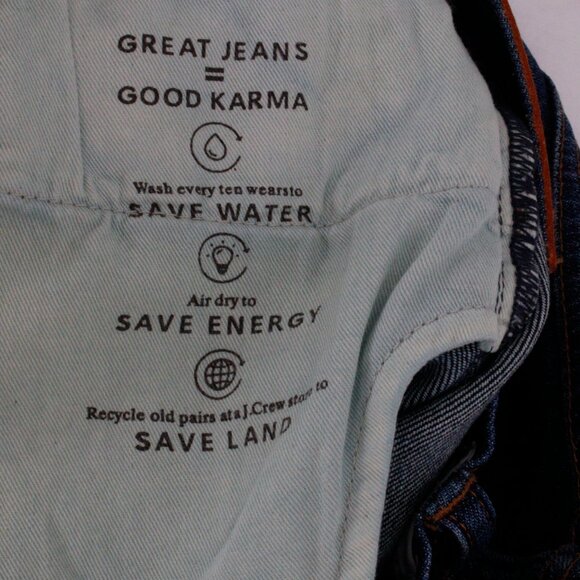 GREAT JEANS
=
GOOD KARMA
Wash every ten wears to
SAVE WATER
Air dry to
SAVE ENERGY
Recycle old pairs at a J.Crew store to
SAVE LAND